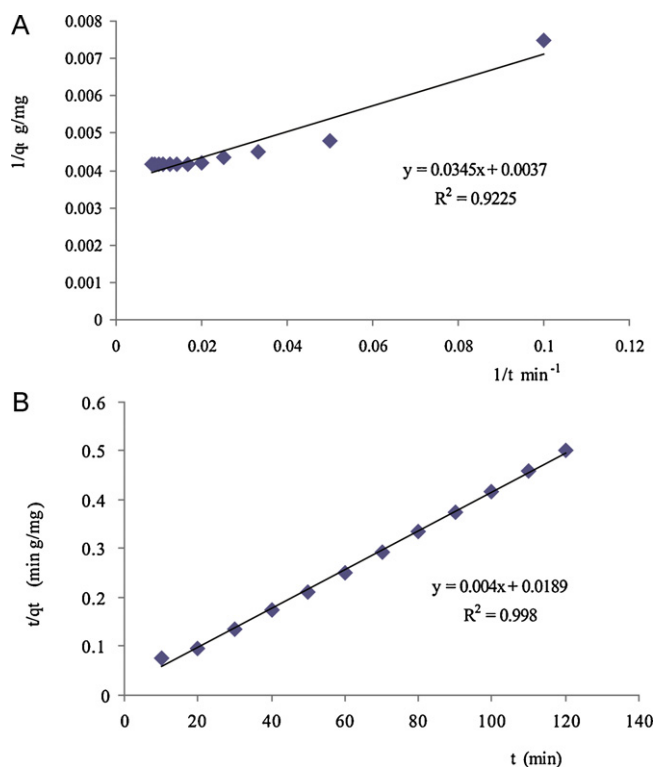 A
0.008
0.007
0.006
0.005
0.004
0.003
0.002
0.001
0
1/qt g/mg
y = 0.0345x + 0.0037
R² = 0.9225
0 0.02 0.04 0.06 0.08 0.1 0.12
1/t min⁻¹
B
0.6
0.5
0.4
0.3
0.2
0.1
0
t/qt (min g/mg)
y = 0.004x + 0.0189
R² = 0.998
0 20 40 60 80 100 120 140
t (min)